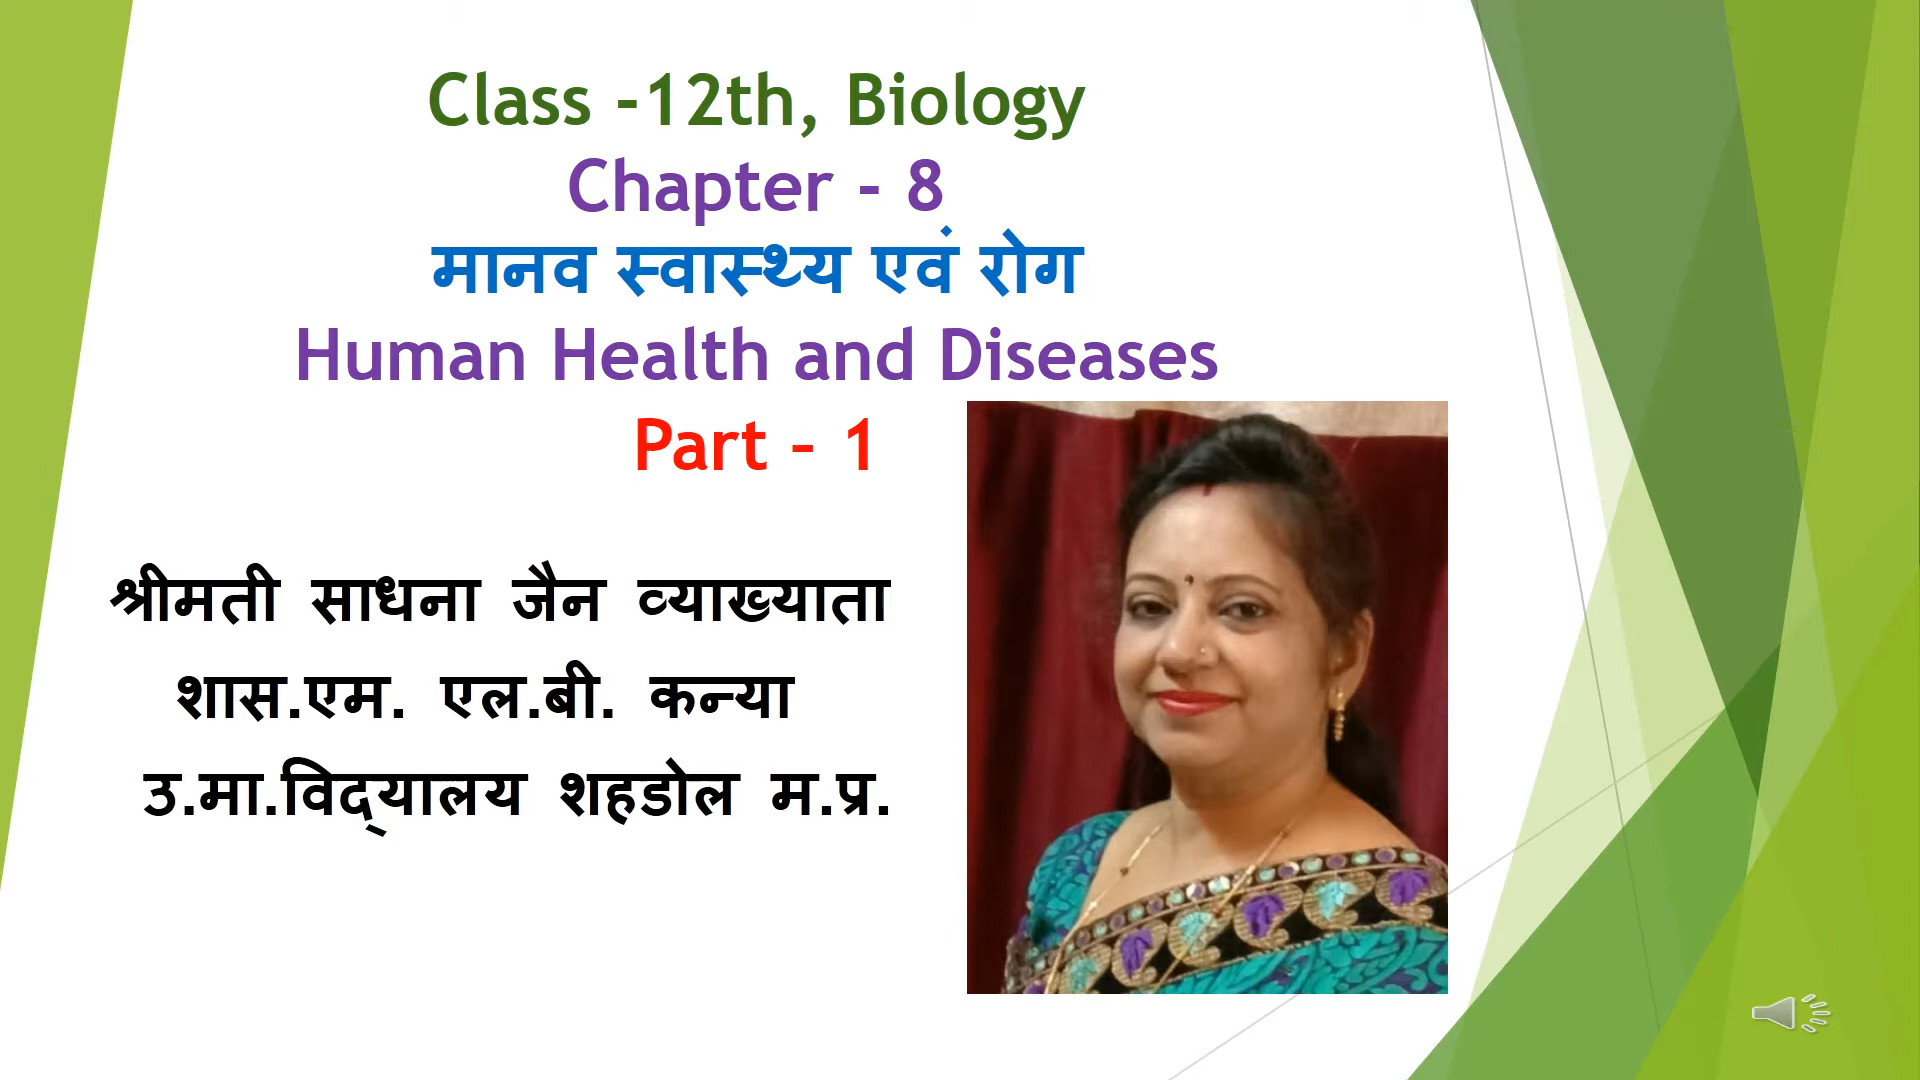 Class -12th, Biology
Chapter - 8
मानव स्वास्थ्य एवं रोग
Human Health and Diseases
Part – 1
श्रीमती साधना जैन व्याख्याता
शास.एम. एल.बी. कन्या
उ.मा.विद्यालय शहडोल म.प्र.